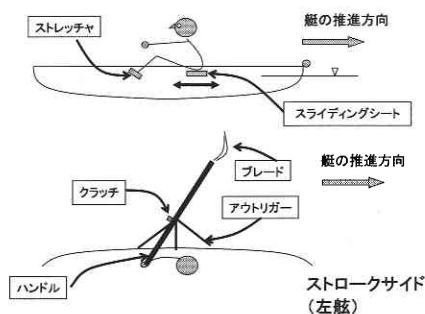 ストレッチャ
艇の推進方向
スライディングシート
ブレード
艇の推進方向
クラッチ
アウトリガー
ハンドル
ストロークサイド
(左舷)